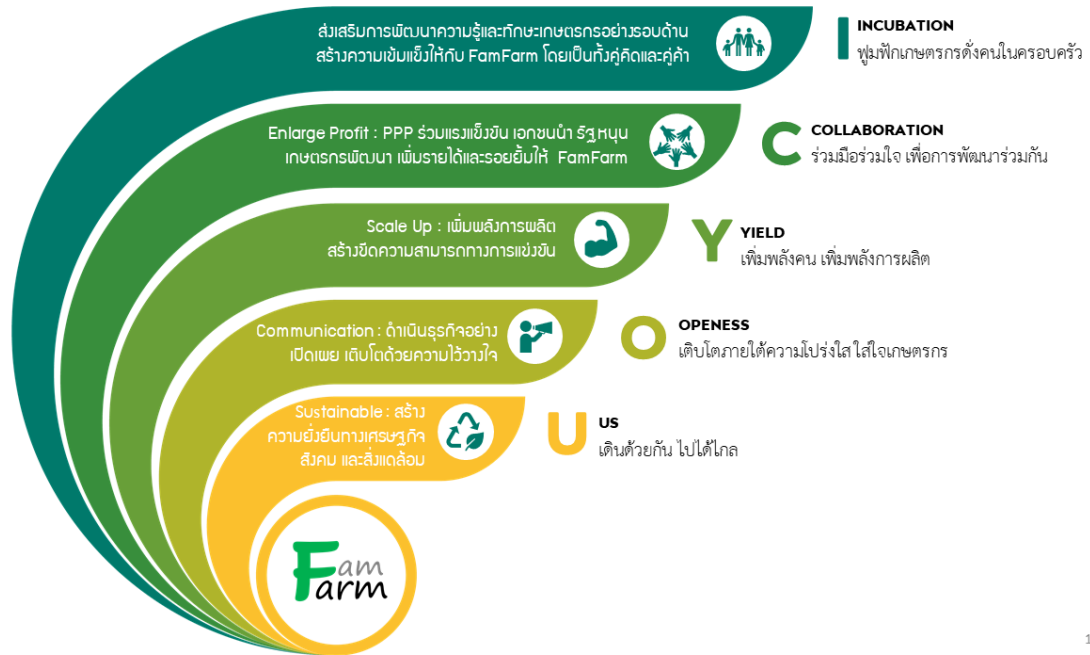 ส่งเสริมการพัฒนาความรู้และทักษะเกษตรกรอย่างรอบด้าน
สร้างความเข้มแข็งให้กับ FamFarm โดยเป็นทั้งคู่คิดและคู่ค้า
I
INCUBATION
ฟูมฟักเกษตรกรดั่งคนในครอบครัว
Enlarge Profit : PPP ร่วมแรงแข็งขัน เอกชนนำ รัฐหนุน
เกษตรกรพัฒนา เพิ่มรายได้และรอยยิ้มให้ FamFarm
C
COLLABORATION
ร่วมมือร่วมใจ เพื่อการพัฒนาร่วมกัน
Scale Up : เพิ่มพลังการผลิต
สร้างขีดความสามารถทางการแข่งขัน
Y
YIELD
เพิ่มพลังคน เพิ่มพลังการผลิต
Communication : ดำเนินธุรกิจอย่าง
เปิดเผย เติบโตด้วยความไว้วางใจ
O
OPENESS
เติบโตภายใต้ความโปร่งใส ใส่ใจเกษตรกร
Sustainable : สร้าง
ความยั่งยืนทางเศรษฐกิจ
สังคม และสิ่งแดล้อม
U
US
เดินด้วยกัน ไปได้ไกล
Fam
Farm
1